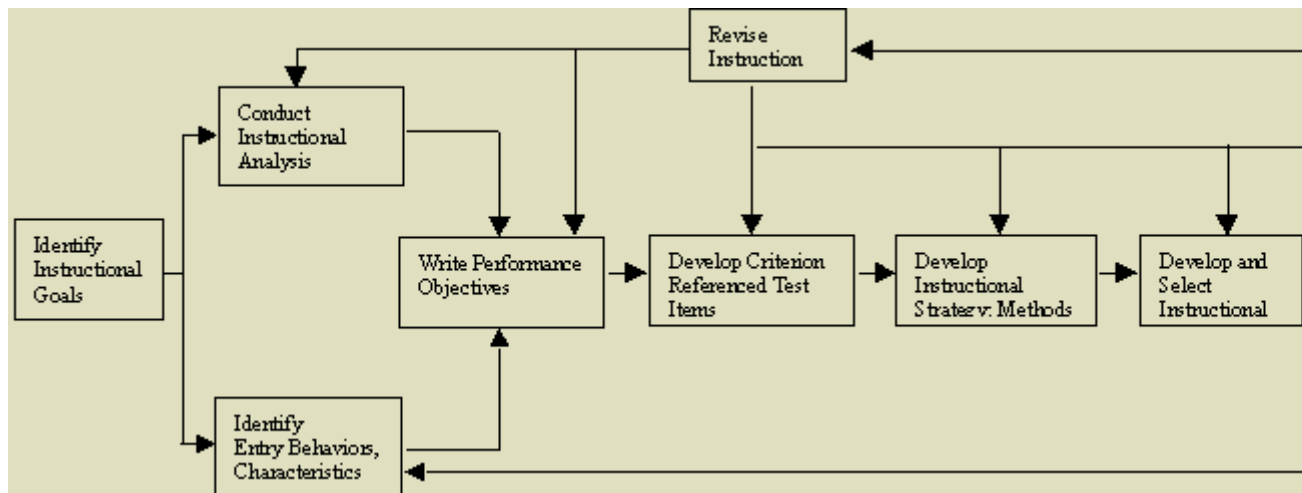 Revise
Instruction
Conduct
Instructional
Analysis
Identify
Instructional
Goals
Write Performance
Objectives
Develop Criterion
Referenced Test
Items
Develop
Instructional
Strategy: Methods
Develop and
Select
Instructional
Identify
Entry Behaviors,
Characteristics